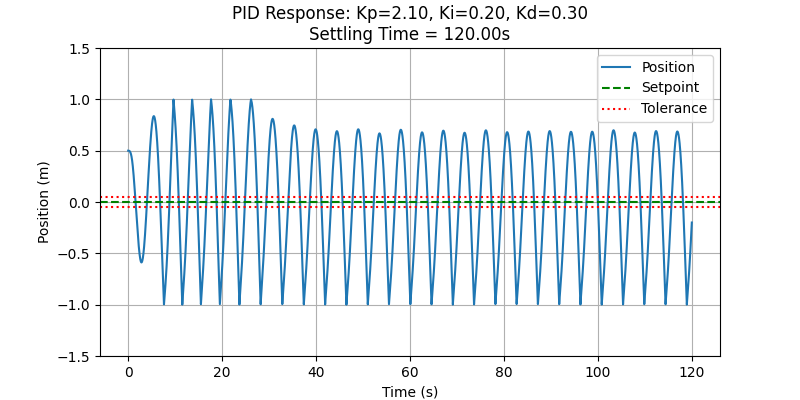 PID Response: Kp=2.10, Ki=0.20, Kd=0.30
Settling Time = 120.00s
Position
Setpoint
Tolerance
Position (m)
1.5
1.0
0.5
0.0
−0.5
−1.0
−1.5
0
20
40
60
80
100
120
Time (s)